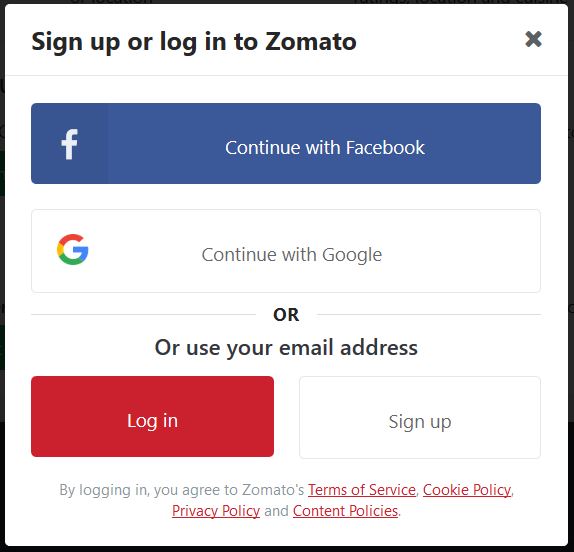 Sign up or log in to Zomato
Continue with Facebook
Continue with Google
OR
Or use your email address
Log in
Sign up
By logging in, you agree to Zomato's Terms of Service, Cookie Policy,
Privacy Policy and Content Policies.